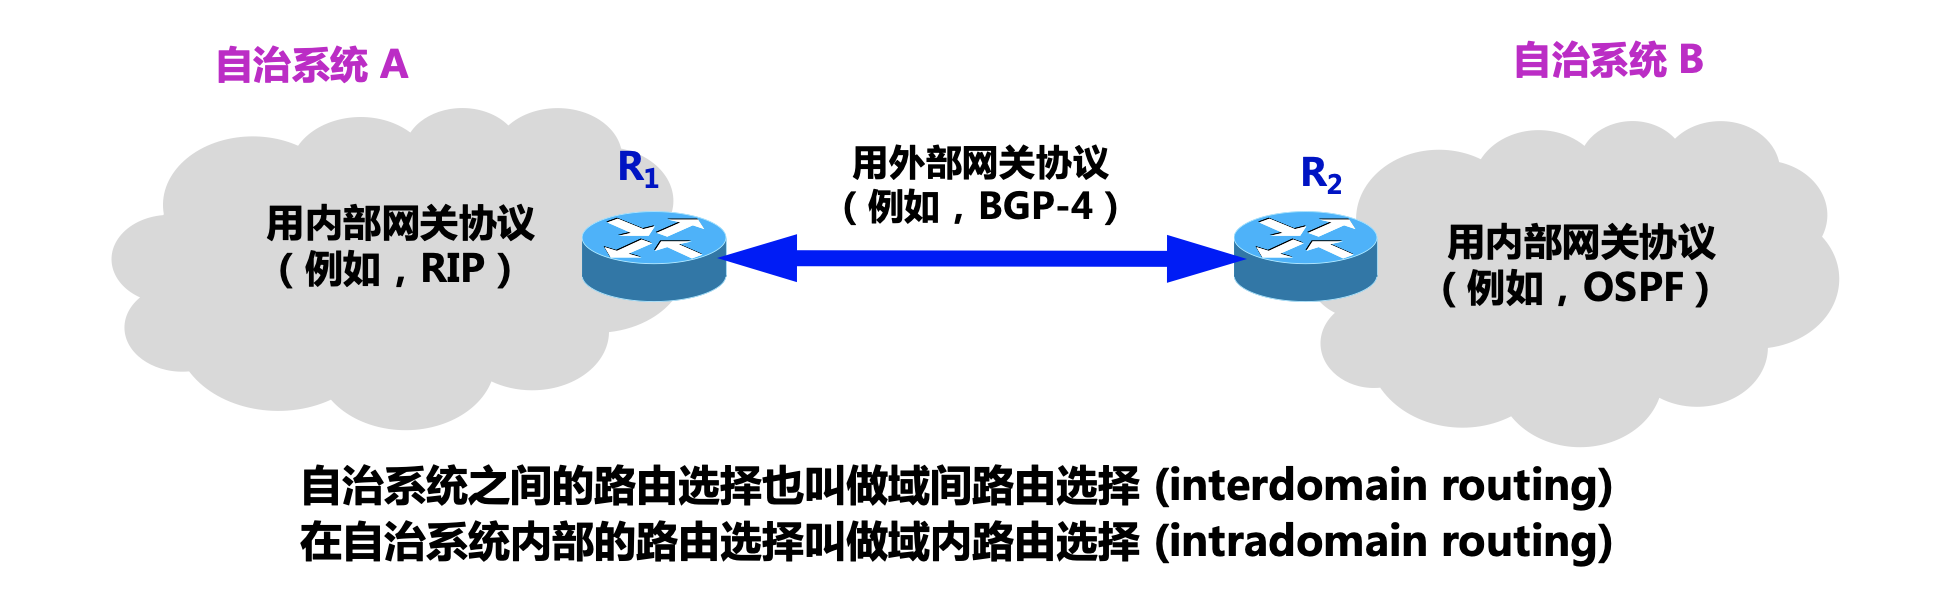 自治系统 A
自治系统 B
用外部网关协议
（例如，BGP-4）
R1
R2
用内部网关协议
（例如，RIP）
用内部网关协议
（例如，OSPF）
自治系统之间的路由选择也叫做域间路由选择 (interdomain routing)
在自治系统内部的路由选择叫做域内路由选择 (intradomain routing)